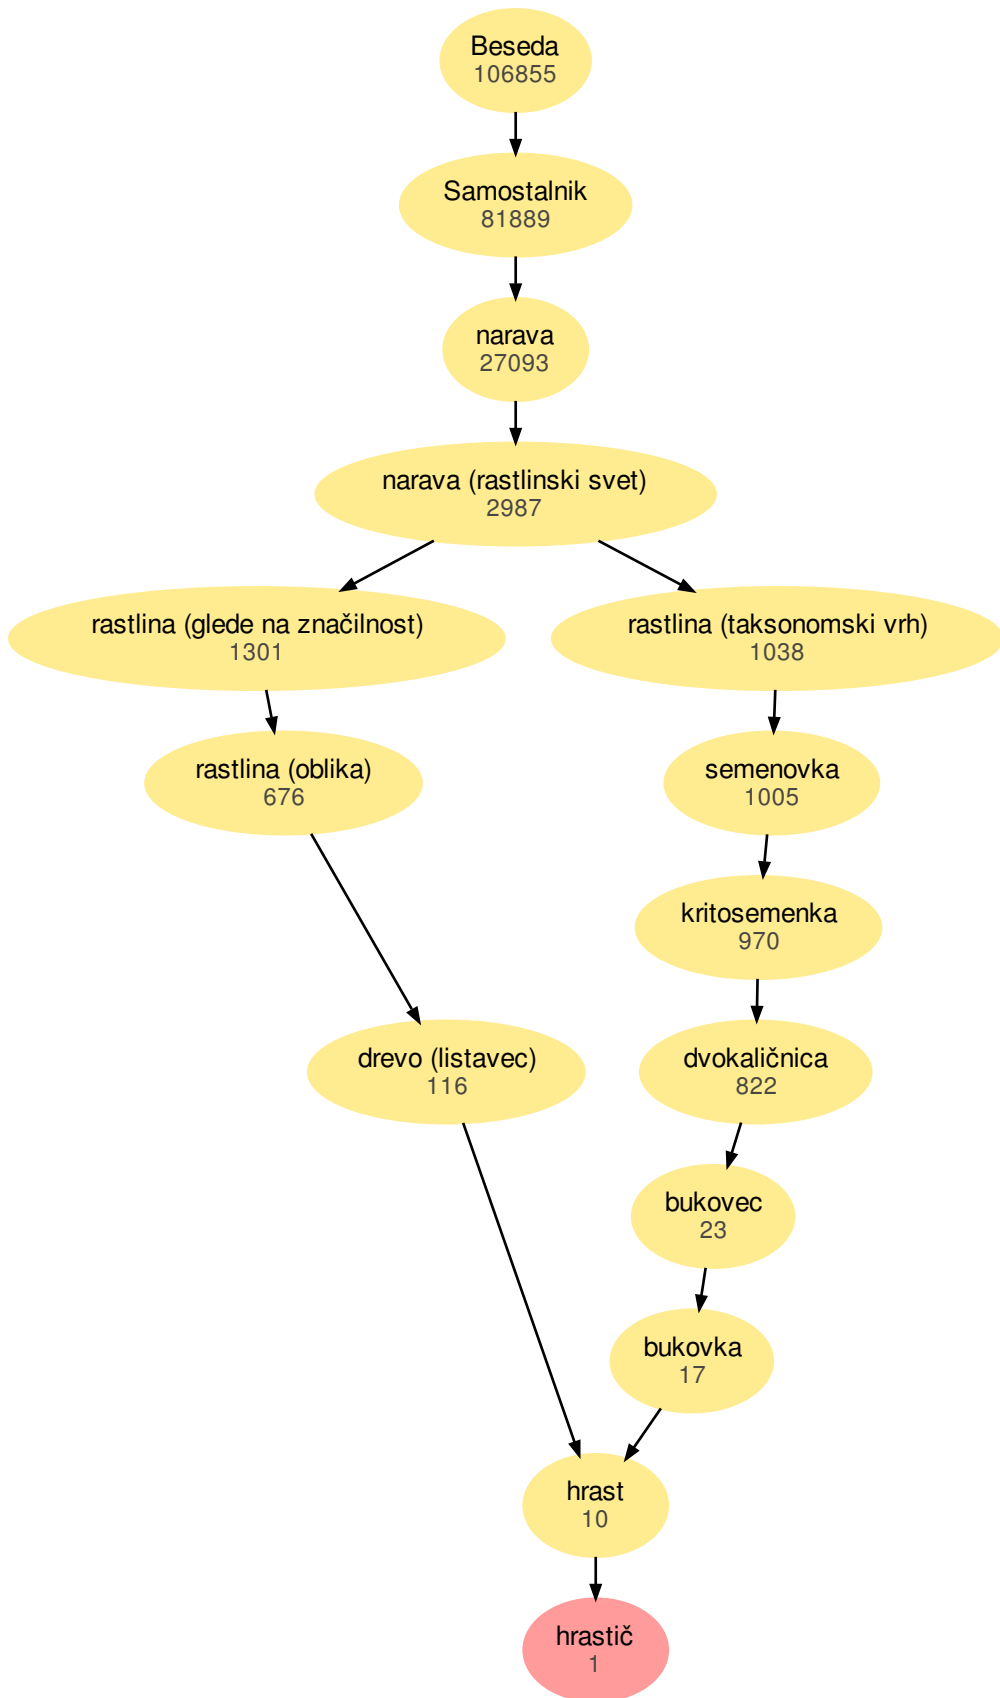 Beseda
106855
Samostalnik
81889
narava
27093
narava (rastlinski svet)
2987
rastlina (glede na značilnost)
1301
rastlina (taksonomski vrh)
1038
rastlina (oblika)
676
semenovka
1005
kritosemenka
970
drevo (listavec)
116
dvokaličnica
822
bukovec
23
bukovka
17
hrast
10
hrastič
1